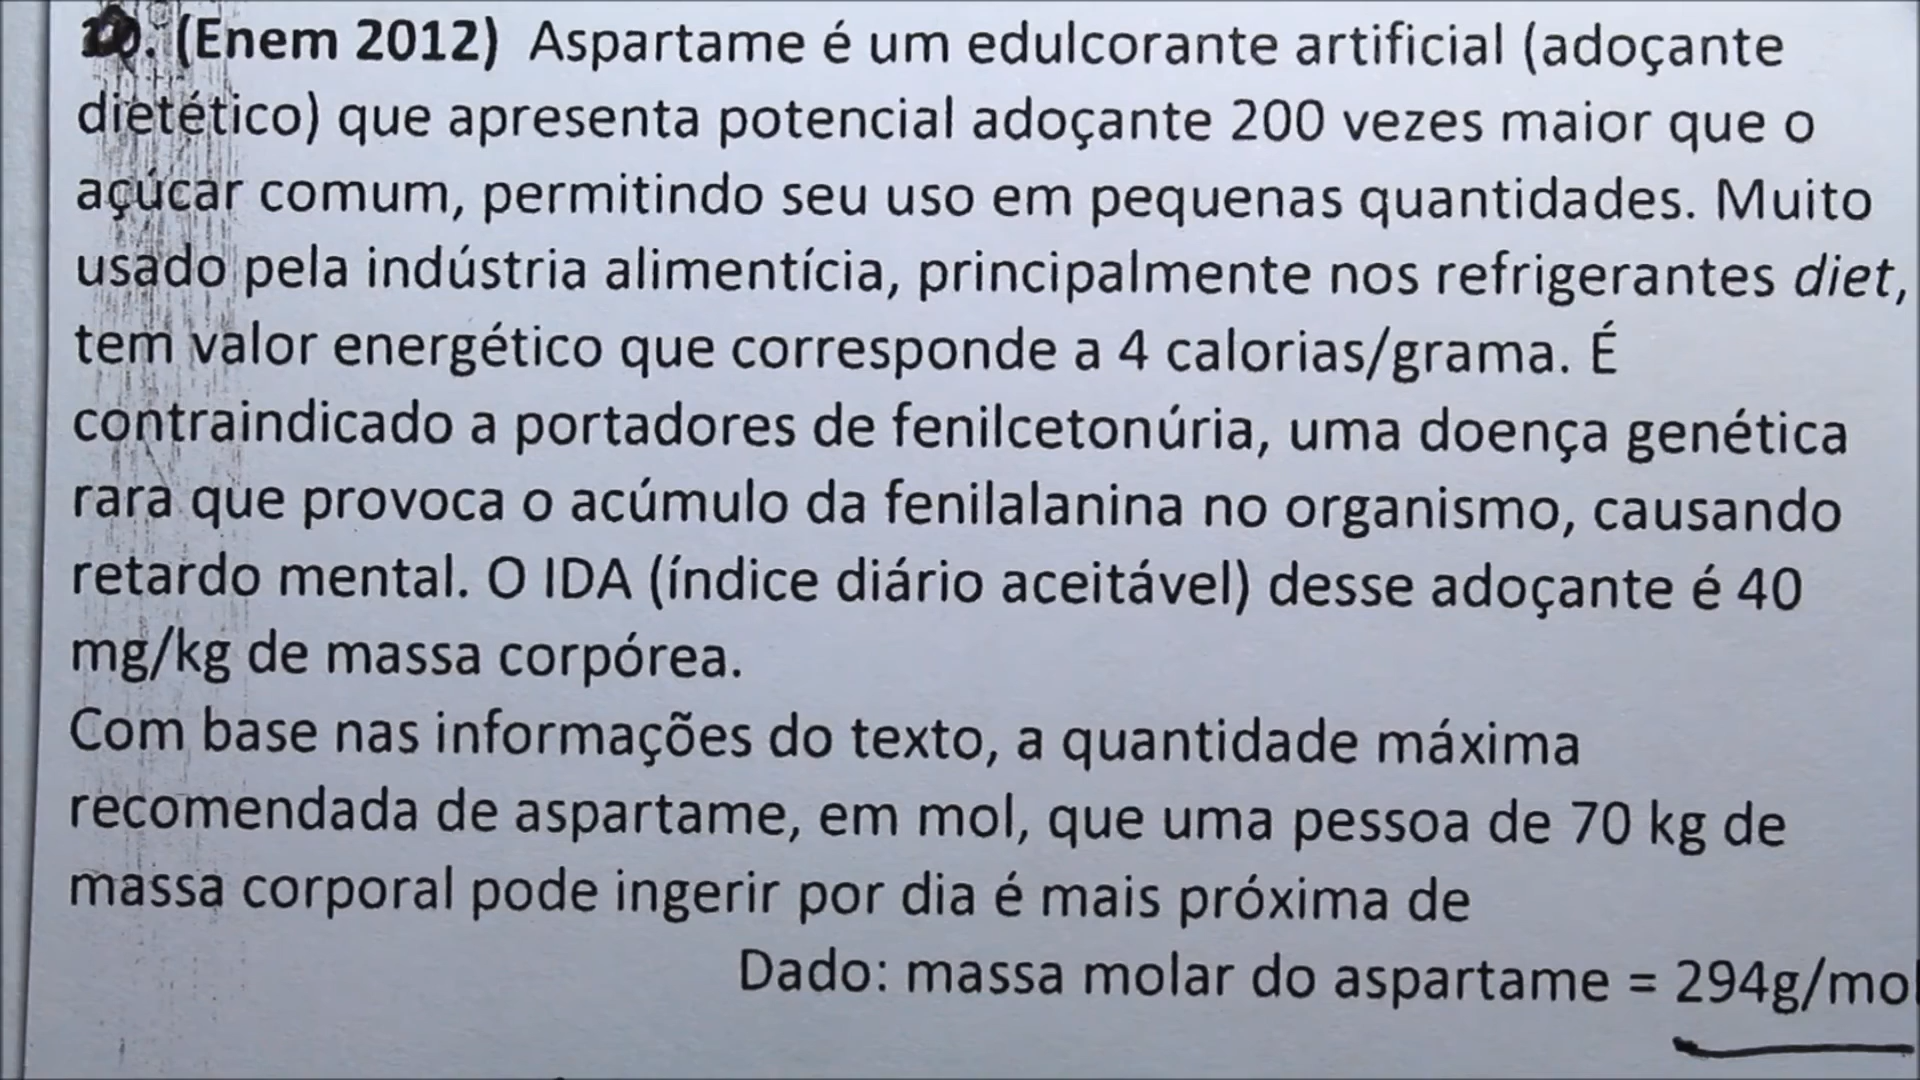 (Enem 2012) Aspartame é um edulcorante artificial (adoçante
dietético) que apresenta potencial adoçante 200 vezes maior que o
açúcar comum, permitindo seu uso em pequenas quantidades. Muito
usado pela indústria alimentícia, principalmente nos refrigerantes diet,
tem valor energético que corresponde a 4 calorias/grama. É
contraindicado a portadores de fenilcetonúria, uma doença genética
rara que provoca o acúmulo da fenilalanina no organismo, causando
retardo mental. O IDA (índice diário aceitável) desse adoçante é 40
mg/kg de massa corpórea.
Com base nas informações do texto, a quantidade máxima
recomendada de aspartame, em mol, que uma pessoa de 70 kg de
massa corporal pode ingerir por dia é mais próxima de
Dado: massa molar do aspartame = 294g/mol